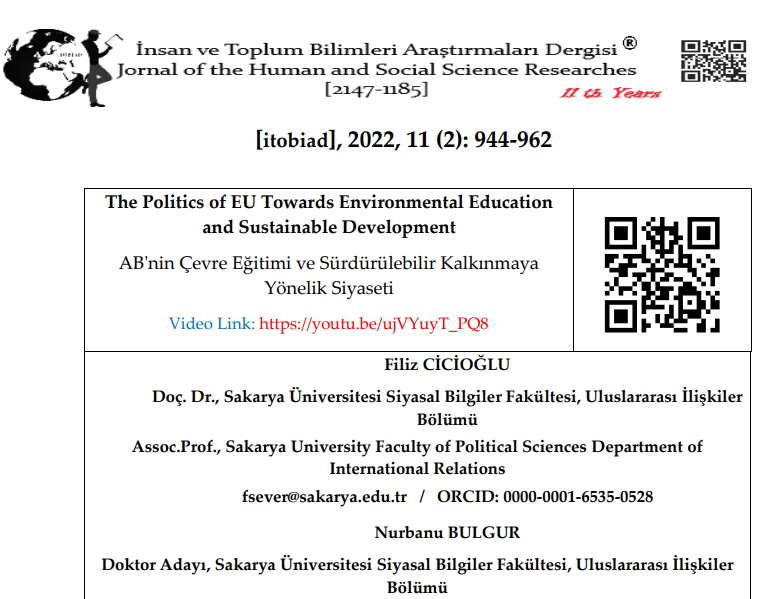 İnsan ve Toplum Bilimleri Araştırmaları Dergisi ®
Jornal of the Human and Social Science Researches
[2147-1185]
11 th Years
[itobiad], 2022, 11 (2): 944-962
The Politics of EU Towards Environmental Education
and Sustainable Development
AB'nin Çevre Eğitimi ve Sürdürülebilir Kalkınmaya
Yönelik Siyaseti
Video Link: https://youtu.be/ujVYuyT_PQ8
Filiz CİCİOĞLU
Doç. Dr., Sakarya Üniversitesi Siyasal Bilgiler Fakültesi, Uluslararası İlişkiler
Bölümü
Assoc.Prof., Sakarya University Faculty of Political Sciences Department of
International Relations
fsever@sakarya.edu.tr / ORCID: 0000-0001-6535-0528
Nurbanu BULGUR
Doktor Adayı, Sakarya Üniversitesi Siyasal Bilgiler Fakültesi, Uluslararası İlişkiler
Bölümü